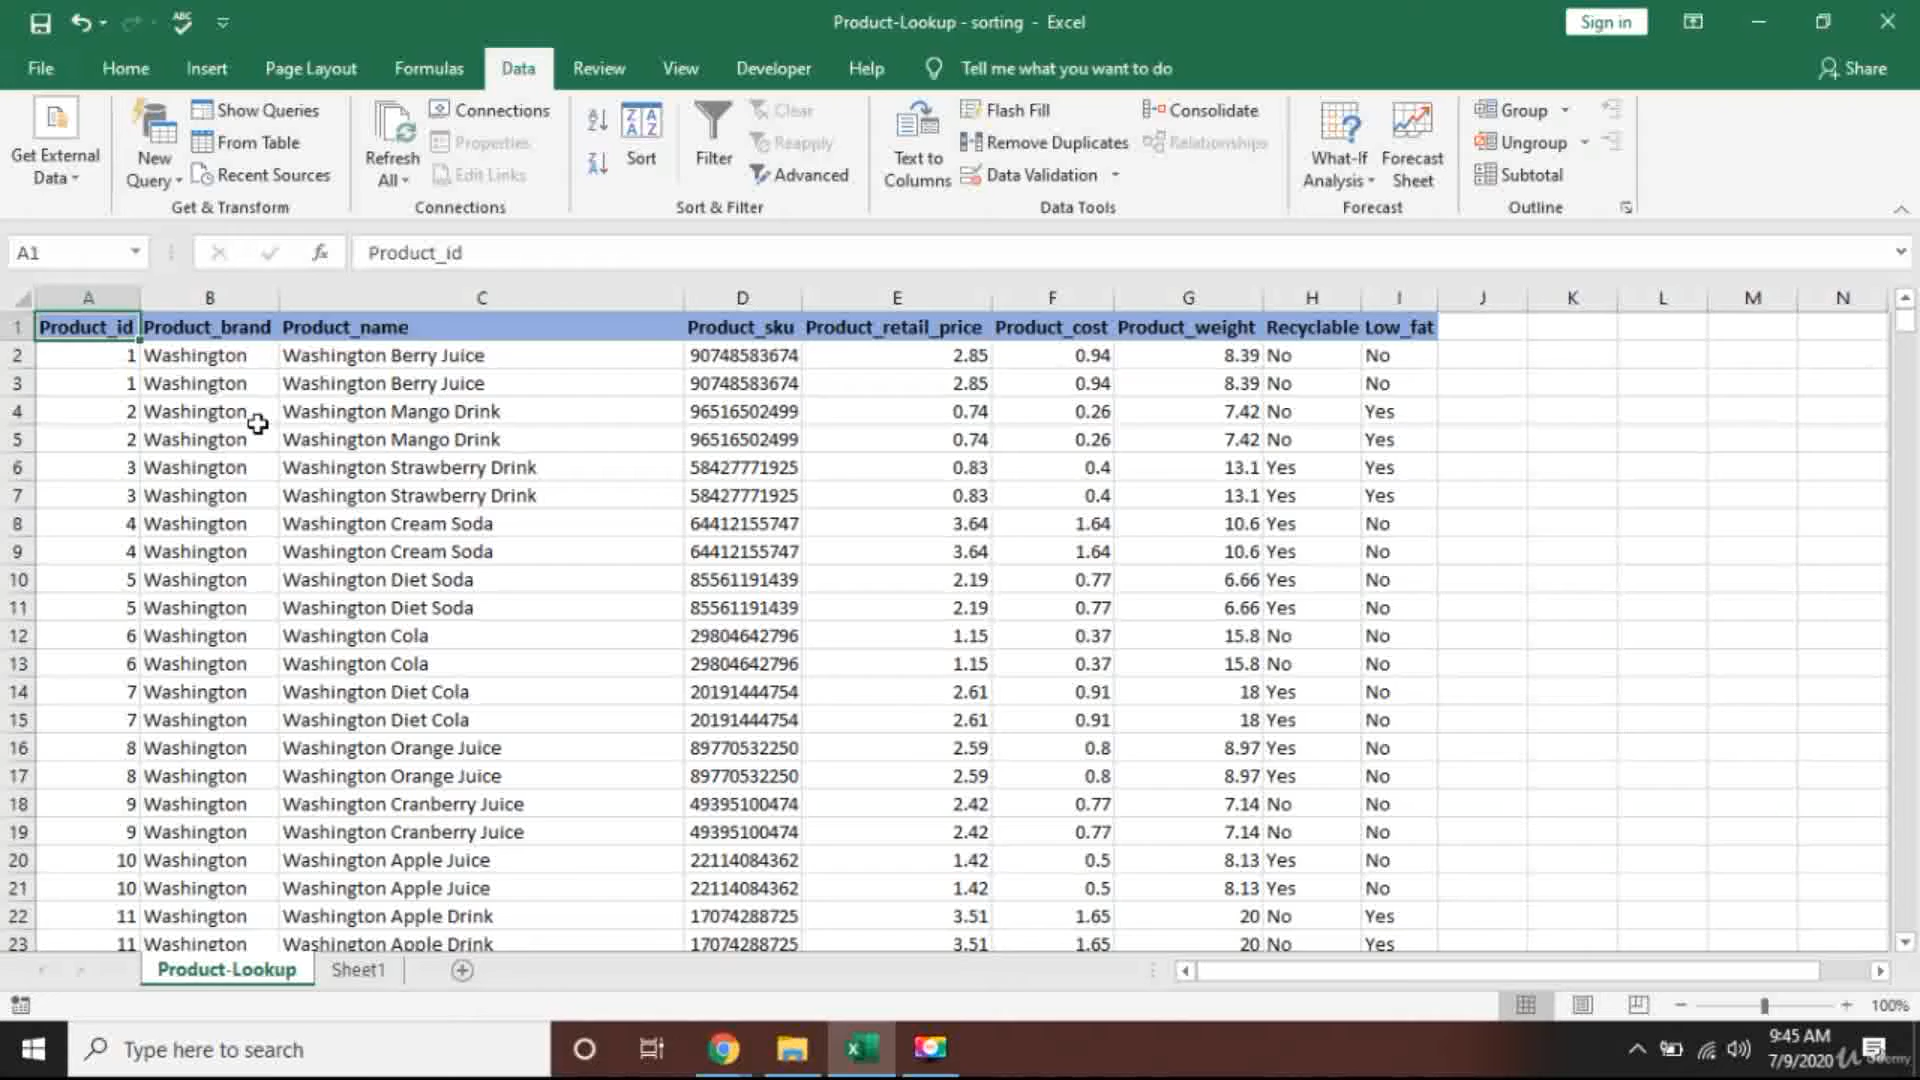 Product-Lookup - sorting - Excel
Sign in
File Home Insert Page Layout Formulas Data Review View Developer Help Tell me what you want to do Share
Get External Data
New Query
Show Queries
From Table
Recent Sources
Get & Transform
Refresh All
Connections
Properties
Edit Links
Connections
Sort
Filter
Clear
Reapply
Advanced
Sort & Filter
Text to Columns
Flash Fill
Remove Duplicates
Data Validation
Consolidate
Relationships
Data Tools
What-If Analysis
Forecast Sheet
Forecast
Group
Ungroup
Subtotal
Outline
A1 fx Product_id
A B C D E F G H I J K L M N
1 Product_id Product_brand Product_name Product_sku Product_retail_price Product_cost Product_weight Recyclable Low_fat
2 1 Washington Washington Berry Juice 90748583674 2.85 0.94 8.39 No No
3 1 Washington Washington Berry Juice 90748583674 2.85 0.94 8.39 No No
4 2 Washington Washington Mango Drink 96516502499 0.74 0.26 7.42 No Yes
5 2 Washington Washington Mango Drink 96516502499 0.74 0.26 7.42 No Yes
6 3 Washington Washington Strawberry Drink 58427771925 0.83 0.4 13.1 Yes Yes
7 3 Washington Washington Strawberry Drink 58427771925 0.83 0.4 13.1 Yes Yes
8 4 Washington Washington Cream Soda 64412155747 3.64 1.64 10.6 Yes No
9 4 Washington Washington Cream Soda 64412155747 3.64 1.64 10.6 Yes No
10 5 Washington Washington Diet Soda 85561191439 2.19 0.77 6.66 Yes No
11 5 Washington Washington Diet Soda 85561191439 2.19 0.77 6.66 Yes No
12 6 Washington Washington Cola 29804642796 1.15 0.37 15.8 No No
13 6 Washington Washington Cola 29804642796 1.15 0.37 15.8 No No
14 7 Washington Washington Diet Cola 20191444754 2.61 0.91 18 Yes No
15 7 Washington Washington Diet Cola 20191444754 2.61 0.91 18 Yes No
16 8 Washington Washington Orange Juice 89770532250 2.59 0.8 8.97 Yes No
17 8 Washington Washington Orange Juice 89770532250 2.59 0.8 8.97 Yes No
18 9 Washington Washington Cranberry Juice 49395100474 2.42 0.77 7.14 No No
19 9 Washington Washington Cranberry Juice 49395100474 2.42 0.77 7.14 No No
20 10 Washington Washington Apple Juice 22114084362 1.42 0.5 8.13 Yes No
21 10 Washington Washington Apple Juice 22114084362 1.42 0.5 8.13 Yes No
22 11 Washington Washington Apple Drink 17074288725 3.51 1.65 20 No Yes
23 11 Washington Washington Apple Drink 17074288725 3.51 1.65 20 No Yes
Product-Lookup Sheet1
100%
Type here to search
9:45 AM
7/9/2020
Udemy